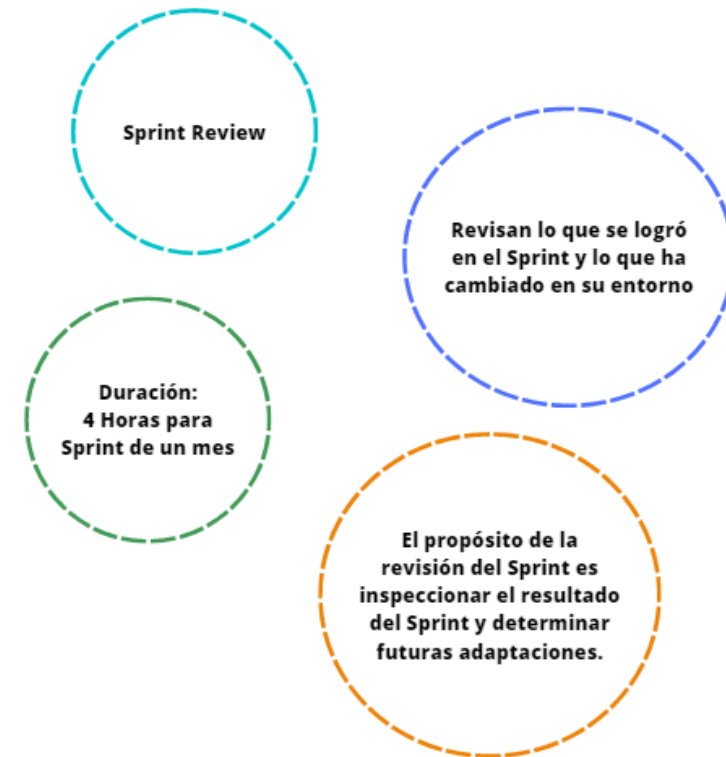 Sprint Review
Revisan lo que se logró
en el Sprint y lo que ha
cambiado en su entorno
Duración:
4 Horas para
Sprint de un mes
El propósito de la
revisión del Sprint es
inspeccionar el resultado
del Sprint y determinar
futuras adaptaciones.